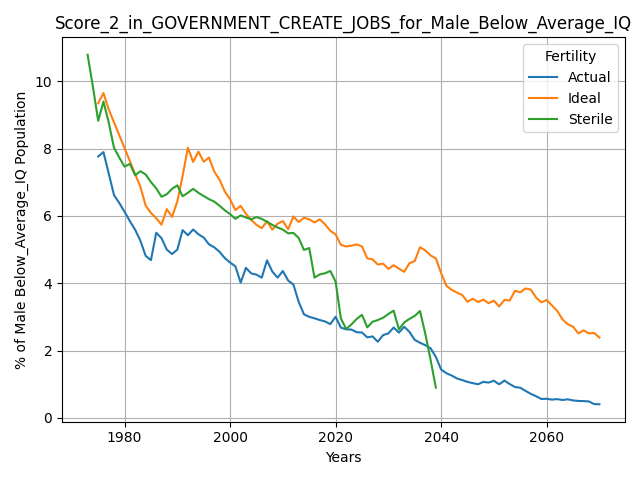 Score_2_in_GOVERNMENT_CREATE_JOBS_for_Male_Below_Average_IQ
Fertility
Actual
Ideal
Sterile
% of Male Below_Average_IQ Population
10
8
6
4
2
0
1980
2000
2020
2040
2060
Years